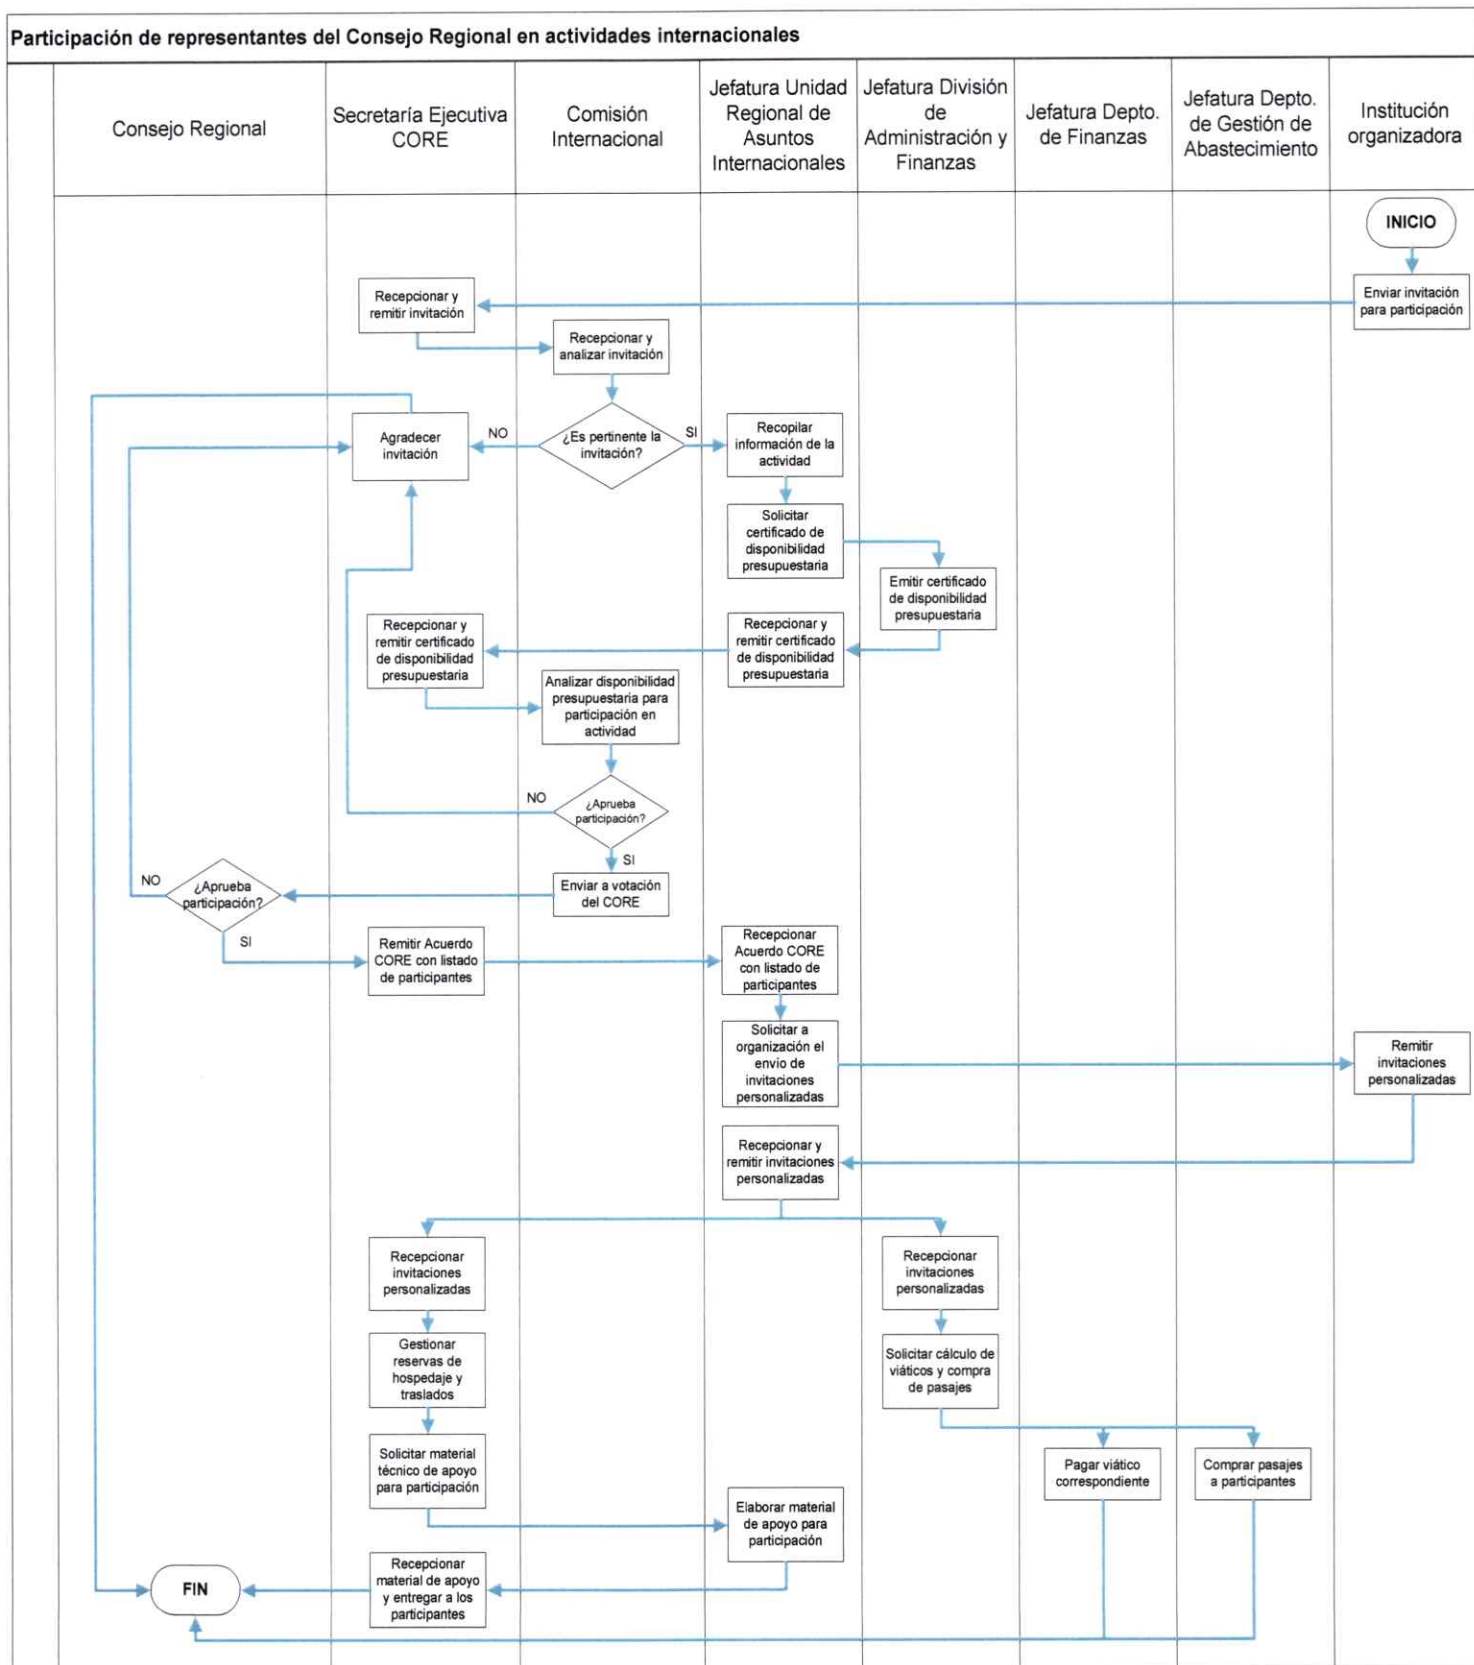 Participación de representantes del Consejo Regional en actividades internacionales
Consejo Regional
Secretaría Ejecutiva
CORE
Comisión
Internacional
Jefatura Unidad
Regional de
Asuntos
Internacionales
Jefatura División
de
Administración y
Finanzas
Jefatura Depto.
de Finanzas
Jefatura Depto.
de Gestión de
Abastecimiento
Institución
organizadora
INICIO
Enviar invitación
para participación
Recepcionar y
remitir invitación
Recepcionar y
analizar invitación
¿Es pertinente la
invitación?
NO
SI
Agradecer
invitación
Recopilar
información de la
actividad
Solicitar
certificado de
disponibilidad
presupuestaria
Emitir certificado
de disponibilidad
presupuestaria
Recepcionar y
remitir certificado
de disponibilidad
presupuestaria
Recepcionar y
remitir certificado
de disponibilidad
presupuestaria
Analizar disponibilidad
presupuestaria para
participación en
actividad
¿Aprueba
participación?
NO
SI
Enviar a votación
del CORE
¿Aprueba
participación?
NO
SI
Remitir Acuerdo
CORE con listado
de participantes
Recepcionar
Acuerdo CORE
con listado de
participantes
Solicitar a
organización el
envío de
invitaciones
personalizadas
Remitir
invitaciones
personalizadas
Recepcionar y
remitir invitaciones
personalizadas
Recepcionar
invitaciones
personalizadas
Recepcionar
invitaciones
personalizadas
Gestionar
reservas de
hospedaje y
traslados
Solicitar cálculo de
viáticos y compra
de pasajes
Solicitar material
técnico de apoyo
para participación
Pagar viático
correspondiente
Comprar pasajes
a participantes
Elaborar material
de apoyo para
participación
Recepcionar
material de apoyo
y entregar a los
participantes
FIN